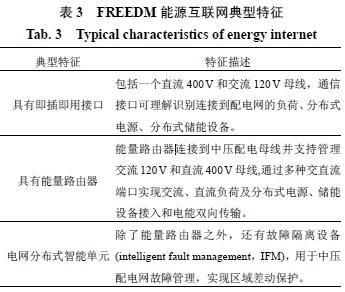 表 3 FREEDM 能源互联网典型特征
Tab. 3 Typical characteristics of energy internet
典型特征 特征描述
包括一个直流 400 V 和交流 120 V 母线，通信
具有即插即用接口 接口可理解识别连接到配电网的负荷、分布式
电源、分布式储能设备。
能量路由器连接到中压配电母线并支持管理
交流 120 V 和直流 400 V 母线,通过多种交直流
具有能量路由器
端口实现交流、直流负荷及分布式电源、储能
设备接入和电能双向传输。
除了能量路由器之外，还有故障隔离设备
电网分布式智能单元 (intelligent fault management，IFM)，用于中压
配电网故障管理，实现区域差动保护。